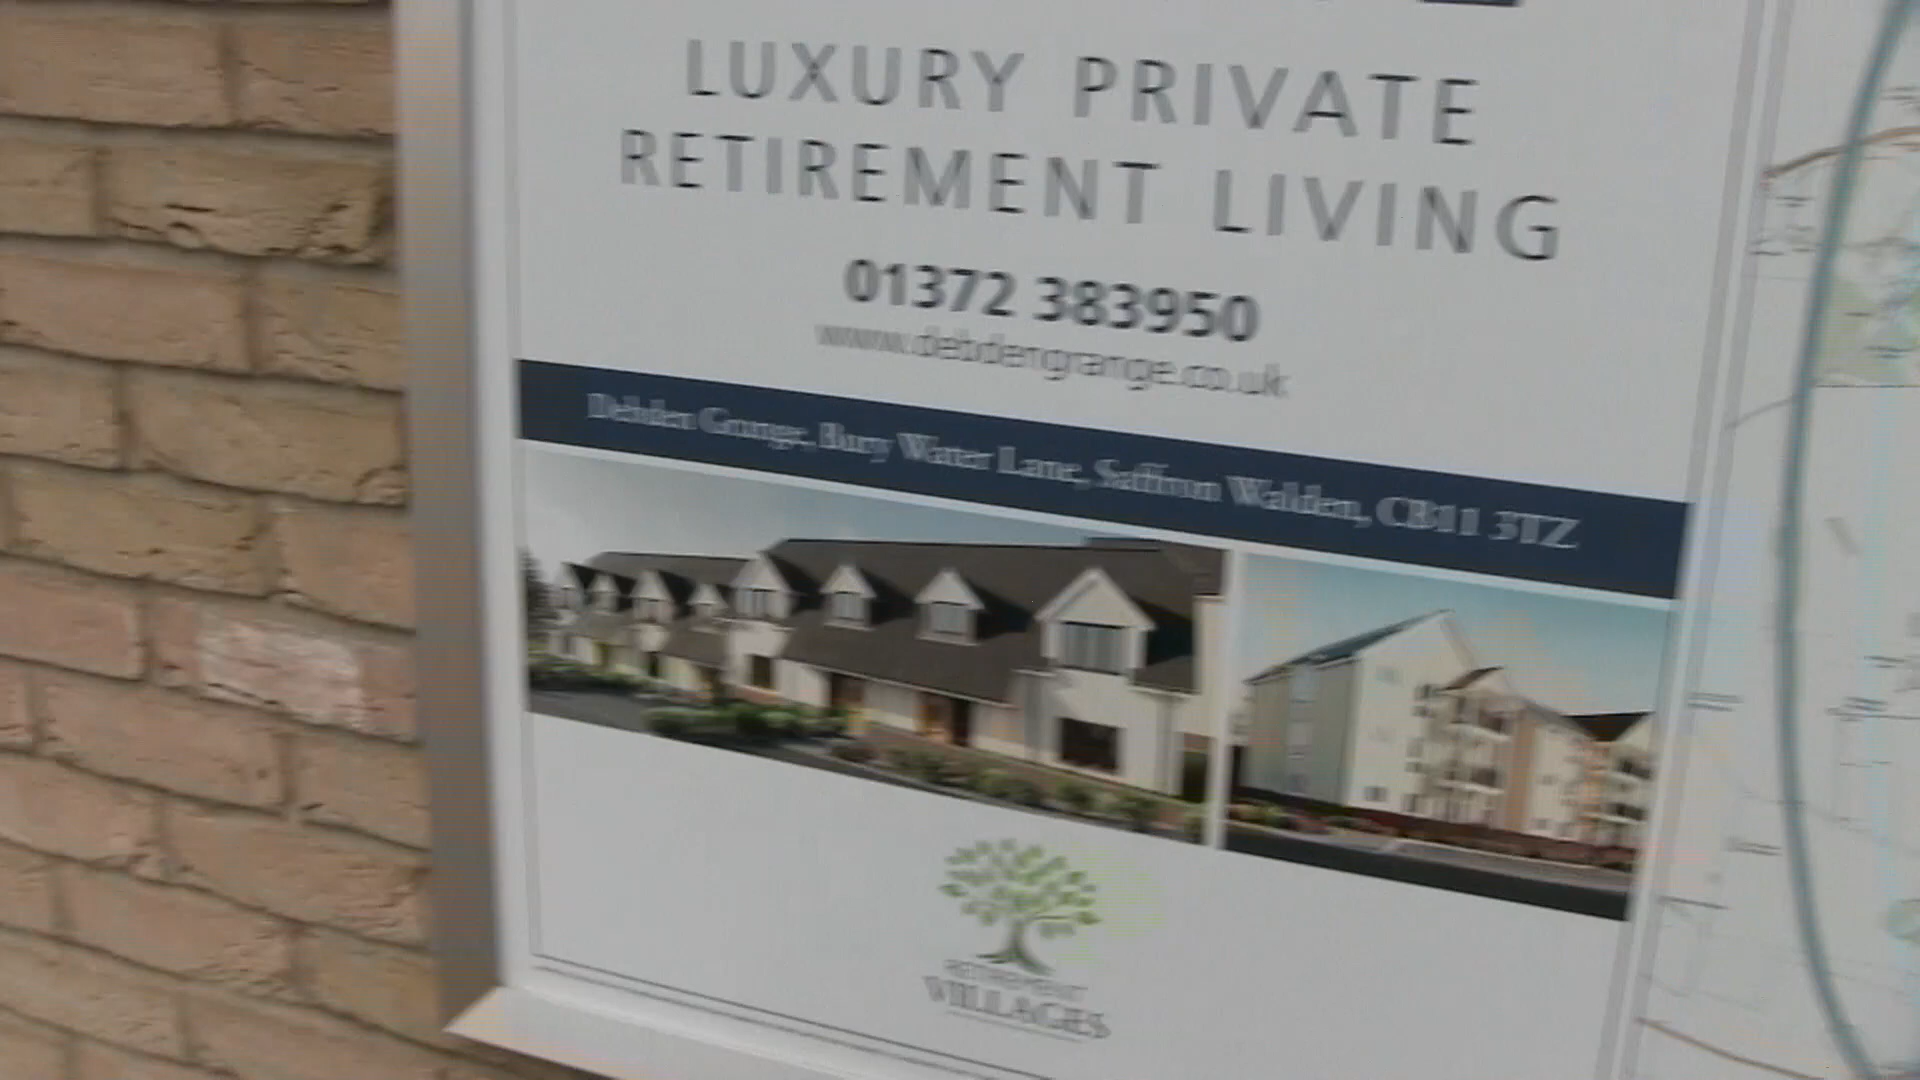 LUXURY PRIVATE
RETIREMENT LIVING
01372 383950
www.debdengrange.co.uk
Debden Grange, Bury Water Lane, Saffron Walden, CB11 3TZ
RETIREMENT
VILLAGES